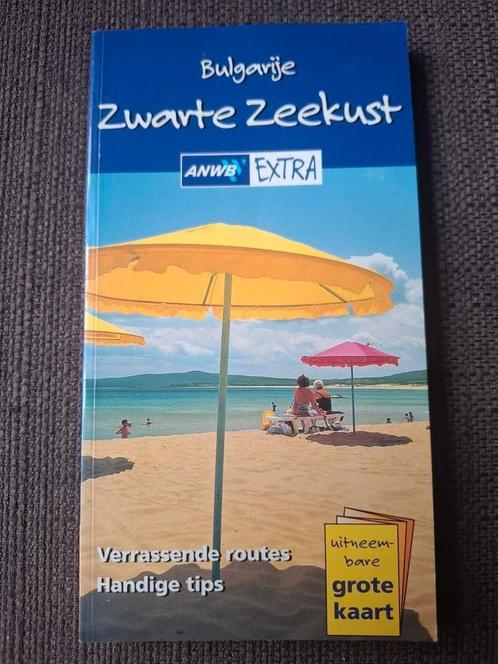 Bulgarije
Zwarte Zeekust
ANWB EXTRA
Verrassende routes
Handige tips
uitneem-
bare
grote
kaart